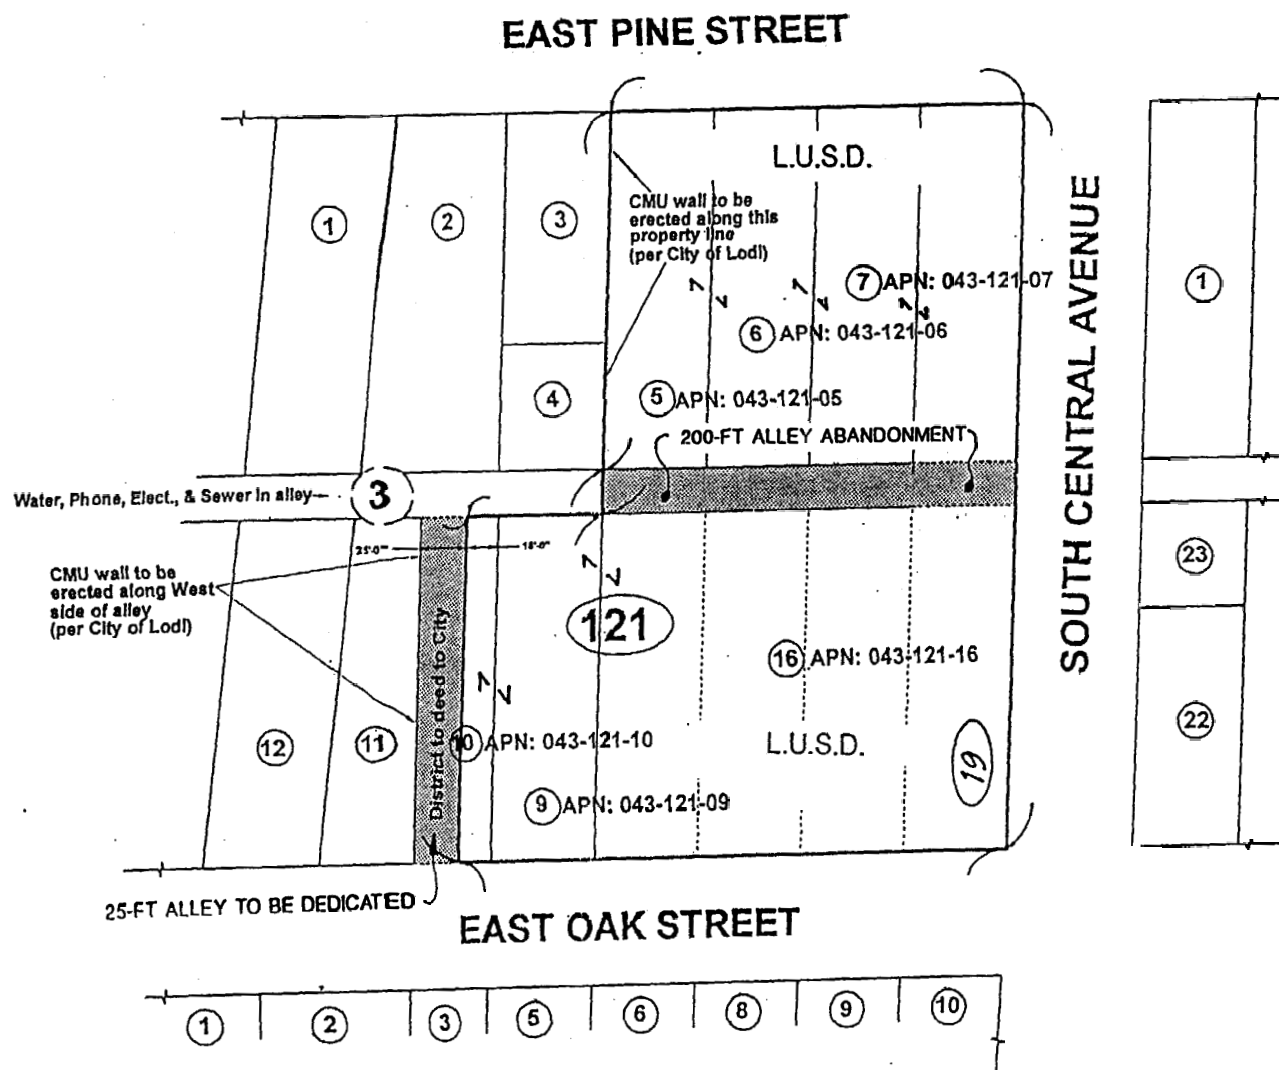 EAST PINE STREET
L.U.S.D.
1
2
3
CMU wall to be
erected along this
property line
(per City of Lodi)
7 APN: 043-121-07
1
6 APN: 043-121-06
4
5 APN: 043-121-05
200-FT ALLEY ABANDONMENT
SOUTH CENTRAL AVENUE
Water, Phone, Elect., & Sewer in alley
3
25'-0"
18'-0"
CMU wall to be
erected along West
side of alley
(per City of Lodi)
23
121
16 APN: 043-121-16
District to deed to City
12
11
10 APN: 043-121-10
L.U.S.D.
19
22
9 APN: 043-121-09
25-FT ALLEY TO BE DEDICATED
EAST OAK STREET
1
2
3
5
6
8
9
10